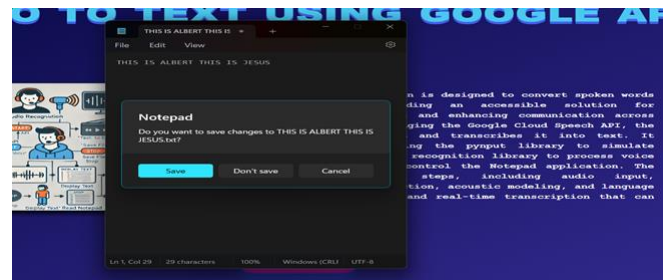 O TO TEXT USING GOOGLE AP
THIS IS ALBERT THIS IS
File Edit View
THIS IS ALBERT THIS IS JESUS
Notepad
Do you want to save changes to THIS IS ALBERT THIS IS
JESUS.txt?
Save Don't save Cancel
Ln 1, Col 29 29 characters 100% Windows (CRLF UTF-8
n is designed to convert spoken words
ding an accessible solution for
and enhancing communication across
ging the Google Cloud Speech API, the
and transcribes it into text. It
ng the pynput library to simulate
recognition library to process voice
control the Notepad application. The
steps, including audio input,
tion, acoustic modeling, and language
and real-time transcription that can